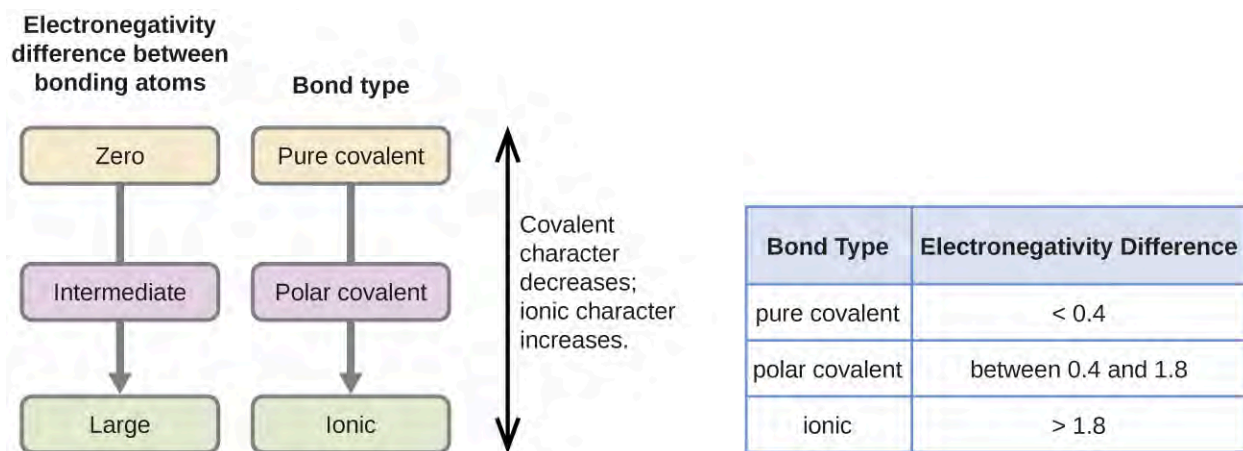 Electronegativity
difference between
bonding atoms
Bond type
Zero
Pure covalent
Intermediate
Polar covalent
Large
Ionic
Covalent
character
decreases;
ionic character
increases.
Bond Type Electronegativity Difference
pure covalent < 0.4
polar covalent between 0.4 and 1.8
ionic > 1.8